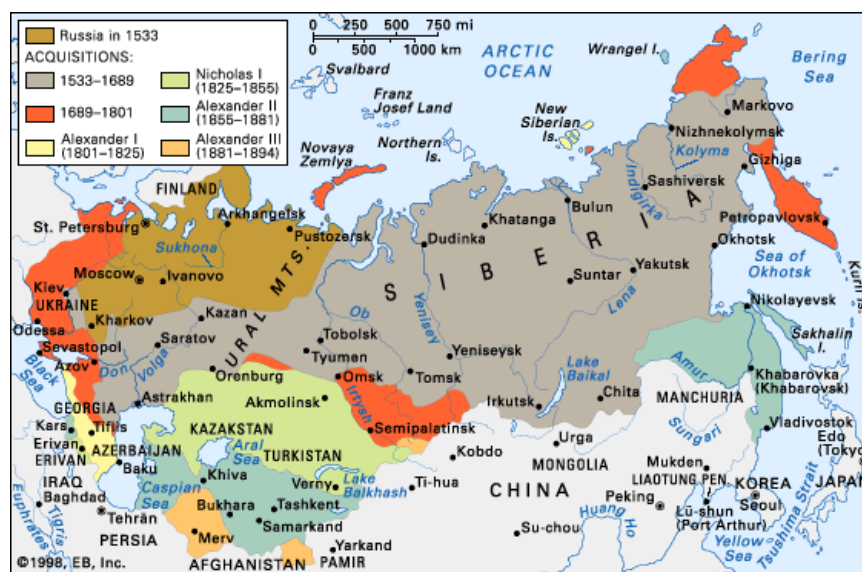 Russia in 1533
ACQUISITIONS:
1533–1689
1689–1801
Alexander I
(1801–1825)
Nicholas I
(1825–1855)
Alexander II
(1855–1881)
Alexander III
(1881–1894)
0 250 500 750 mi
0 500 1000 km
ARCTIC
OCEAN
Wrangel I.
Bering
Sea
Svalbard
Franz
Josef Land
New
Siberian
Is.
Northern
Is.
Novaya
Zemlya
Markovo
Nizhnekolymsk
Kolyma
Gizhiga
Indigirka
Sashiversk
FINLAND
St. Petersburg
Arkhangelsk
Pustozersk
Sukhona
Khatanga
Bulun
Dudinka
Petropavlovsk
Okhotsk
Sea of
Okhotsk
Kuril Is.
Moscow
Ivanovo
URAL MTS.
SIBERIA
Suntar
Yakutsk
Lena
Kiev
UKRAINE
Kharkov
Kazan
Ob
Yenisey
Nikolayevsk
Odessa
Sevastopol
Saratov
Tobolsk
Tyumen
Yeniseysk
Sakhalin
I.
Black
Sea
Azov
Don
Volga
Orenburg
Omsk
Tomsk
Lake
Baikal
Amur
Khabarovka
(Khabarovsk)
Astrakhan
Akmolinsk
Irtysh
Irkutsk
Chita
MANCHURIA
GEORGIA
Kars
Tiflis
KAZAKSTAN
Semipalatinsk
Urga
Sungari
Vladivostok
Erivan
ERIVAN
AZERBAIJAN
Aral
Sea
TURKISTAN
Kobdo
MONGOLIA
Edo
(Tokyo)
Baku
Khiva
Verny
Lake
Balkhash
Ti-hua
Mukden
LIAOTUNG PEN.
KOREA
JAPAN
IRAQ
Baghdad
Caspian
Sea
Bukhara
Tashkent
CHINA
Peking
Seoul
Euphrates
Tigris
Tehrān
Samarkand
Huang Ho
Lü-shun
(Port Arthur)
Tsushima Strait
PERSIA
Merv
Su-chou
Yellow
Sea
Yarkand
©1998, EB, Inc.
AFGHANISTAN
PAMIR